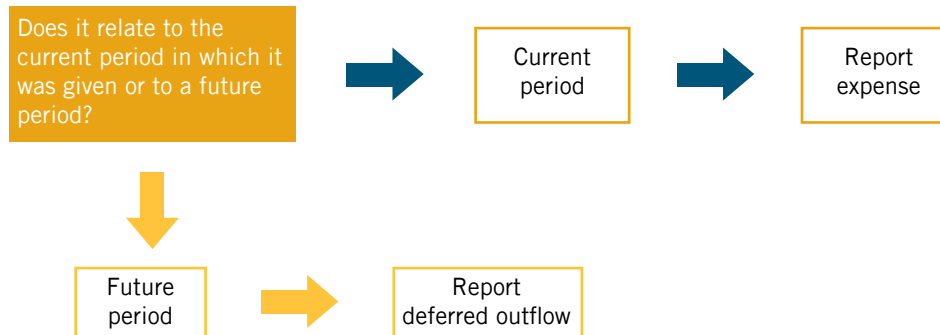 Does it relate to the
current period in which it
was given or to a future
period?
Current
period
Report
expense
Future
period
Report
deferred outflow